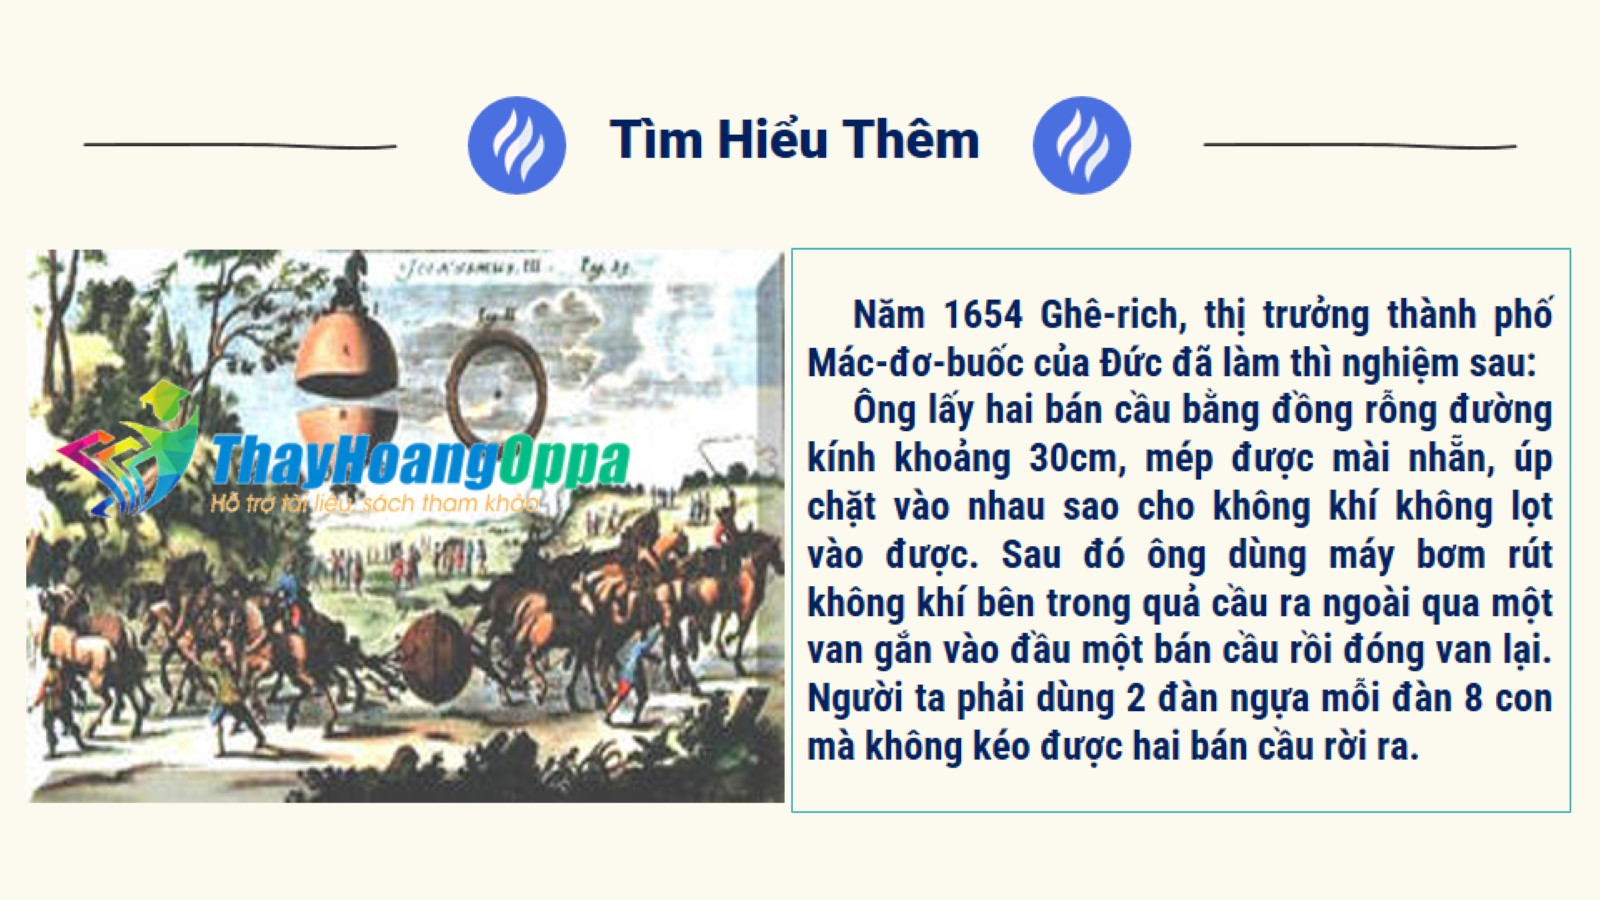 Tìm Hiểu Thêm
ThayHoangOppa
Hỗ trợ tài liệu, sách tham khảo
Năm 1654 Ghê-rich, thị trưởng thành phố
Mác-đơ-buốc của Đức đã làm thì nghiệm sau:
Ông lấy hai bán cầu bằng đồng rỗng đường
kính khoảng 30cm, mép được mài nhẵn, úp
chặt vào nhau sao cho không khí không lọt
vào được. Sau đó ông dùng máy bơm rút
không khí bên trong quả cầu ra ngoài qua một
van gắn vào đầu một bán cầu rồi đóng van lại.
Người ta phải dùng 2 đàn ngựa mỗi đàn 8 con
mà không kéo được hai bán cầu rời ra.